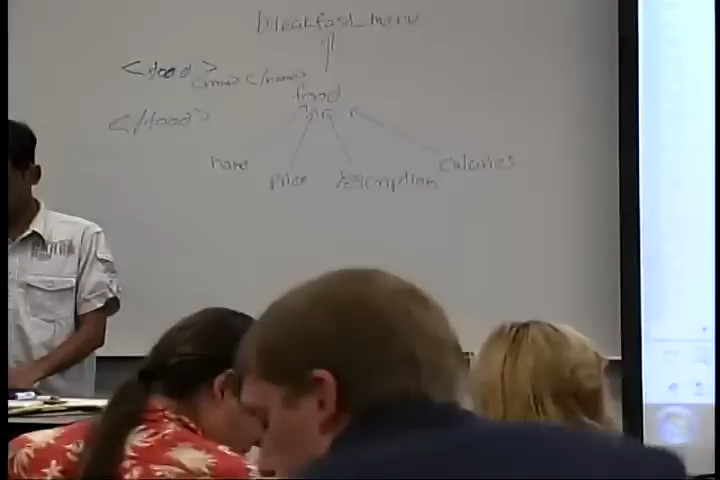 breakfast_menu
<food> <name> </name>
food
</food>
name
price description
calories